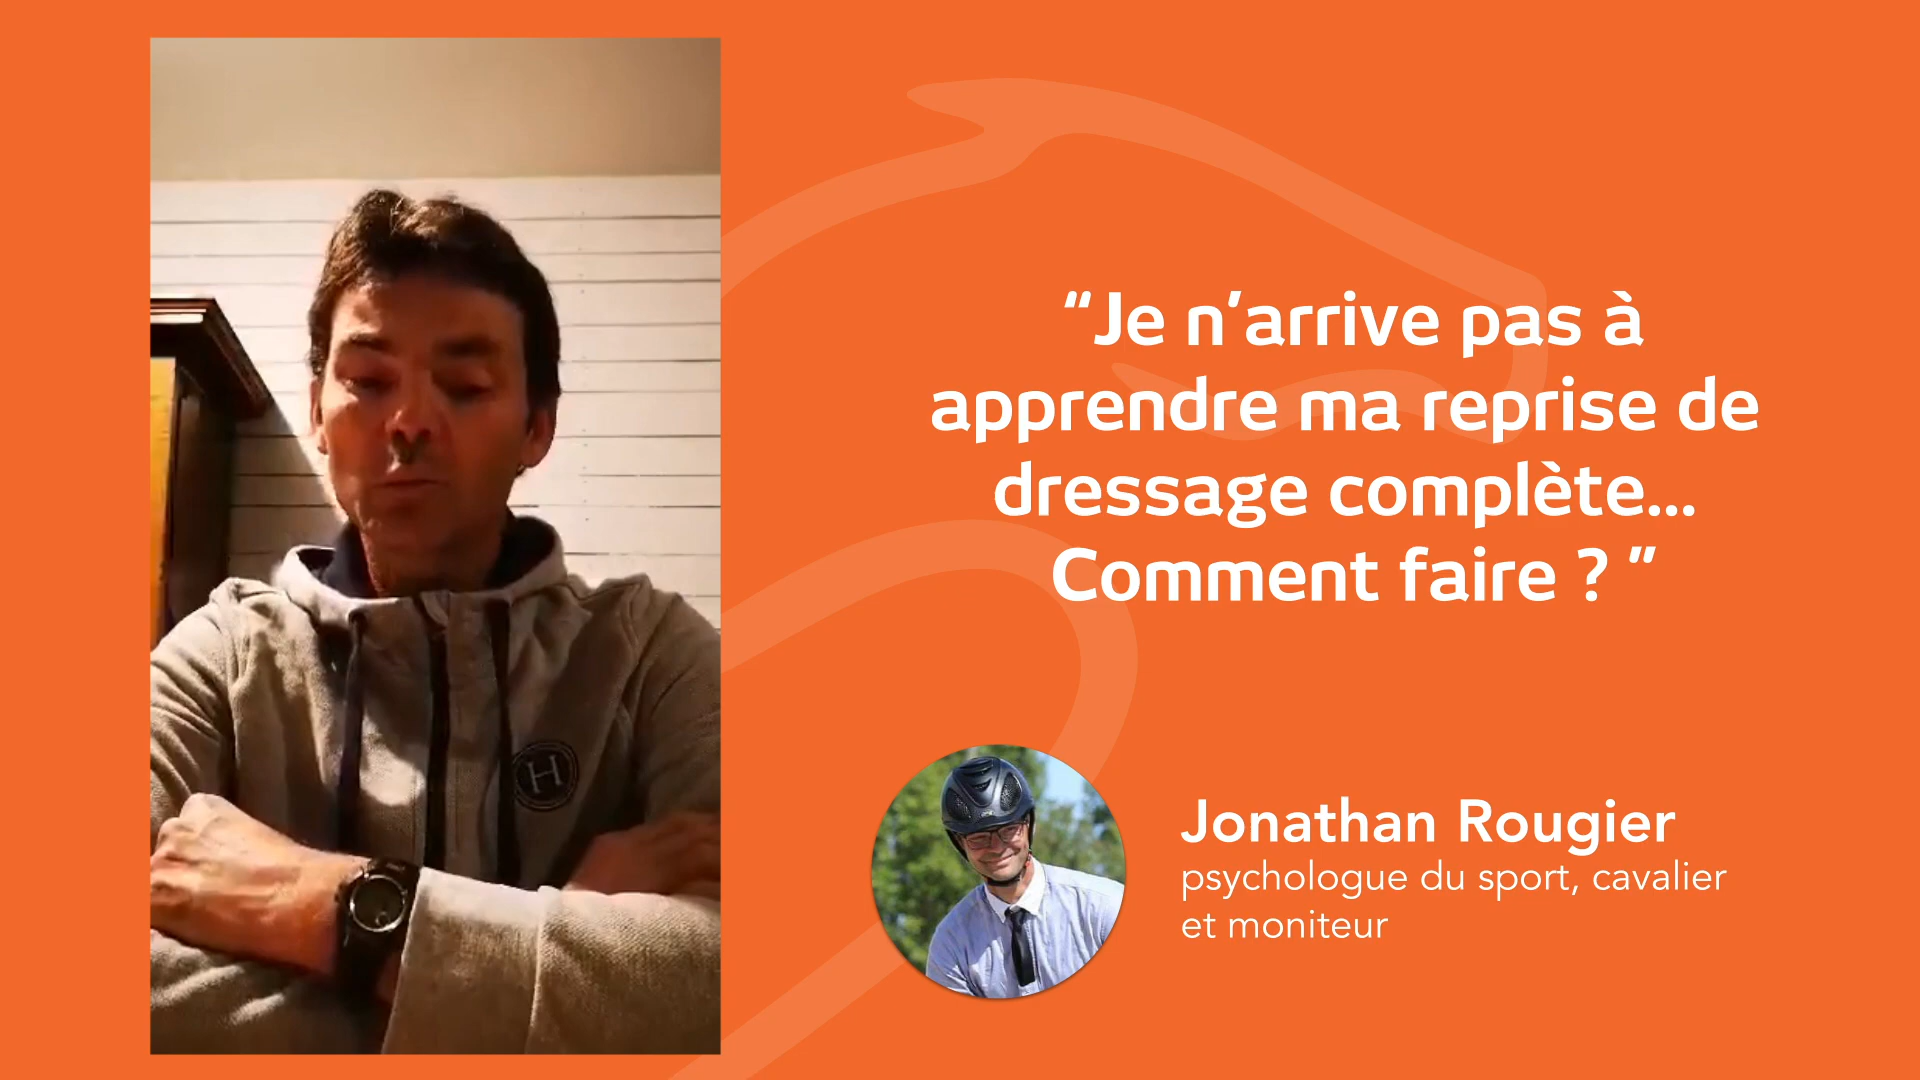 “Je n’arrive pas à
apprendre ma reprise de
dressage complète...
Comment faire ? ”
Jonathan Rougier
psychologue du sport, cavalier
et moniteur
H